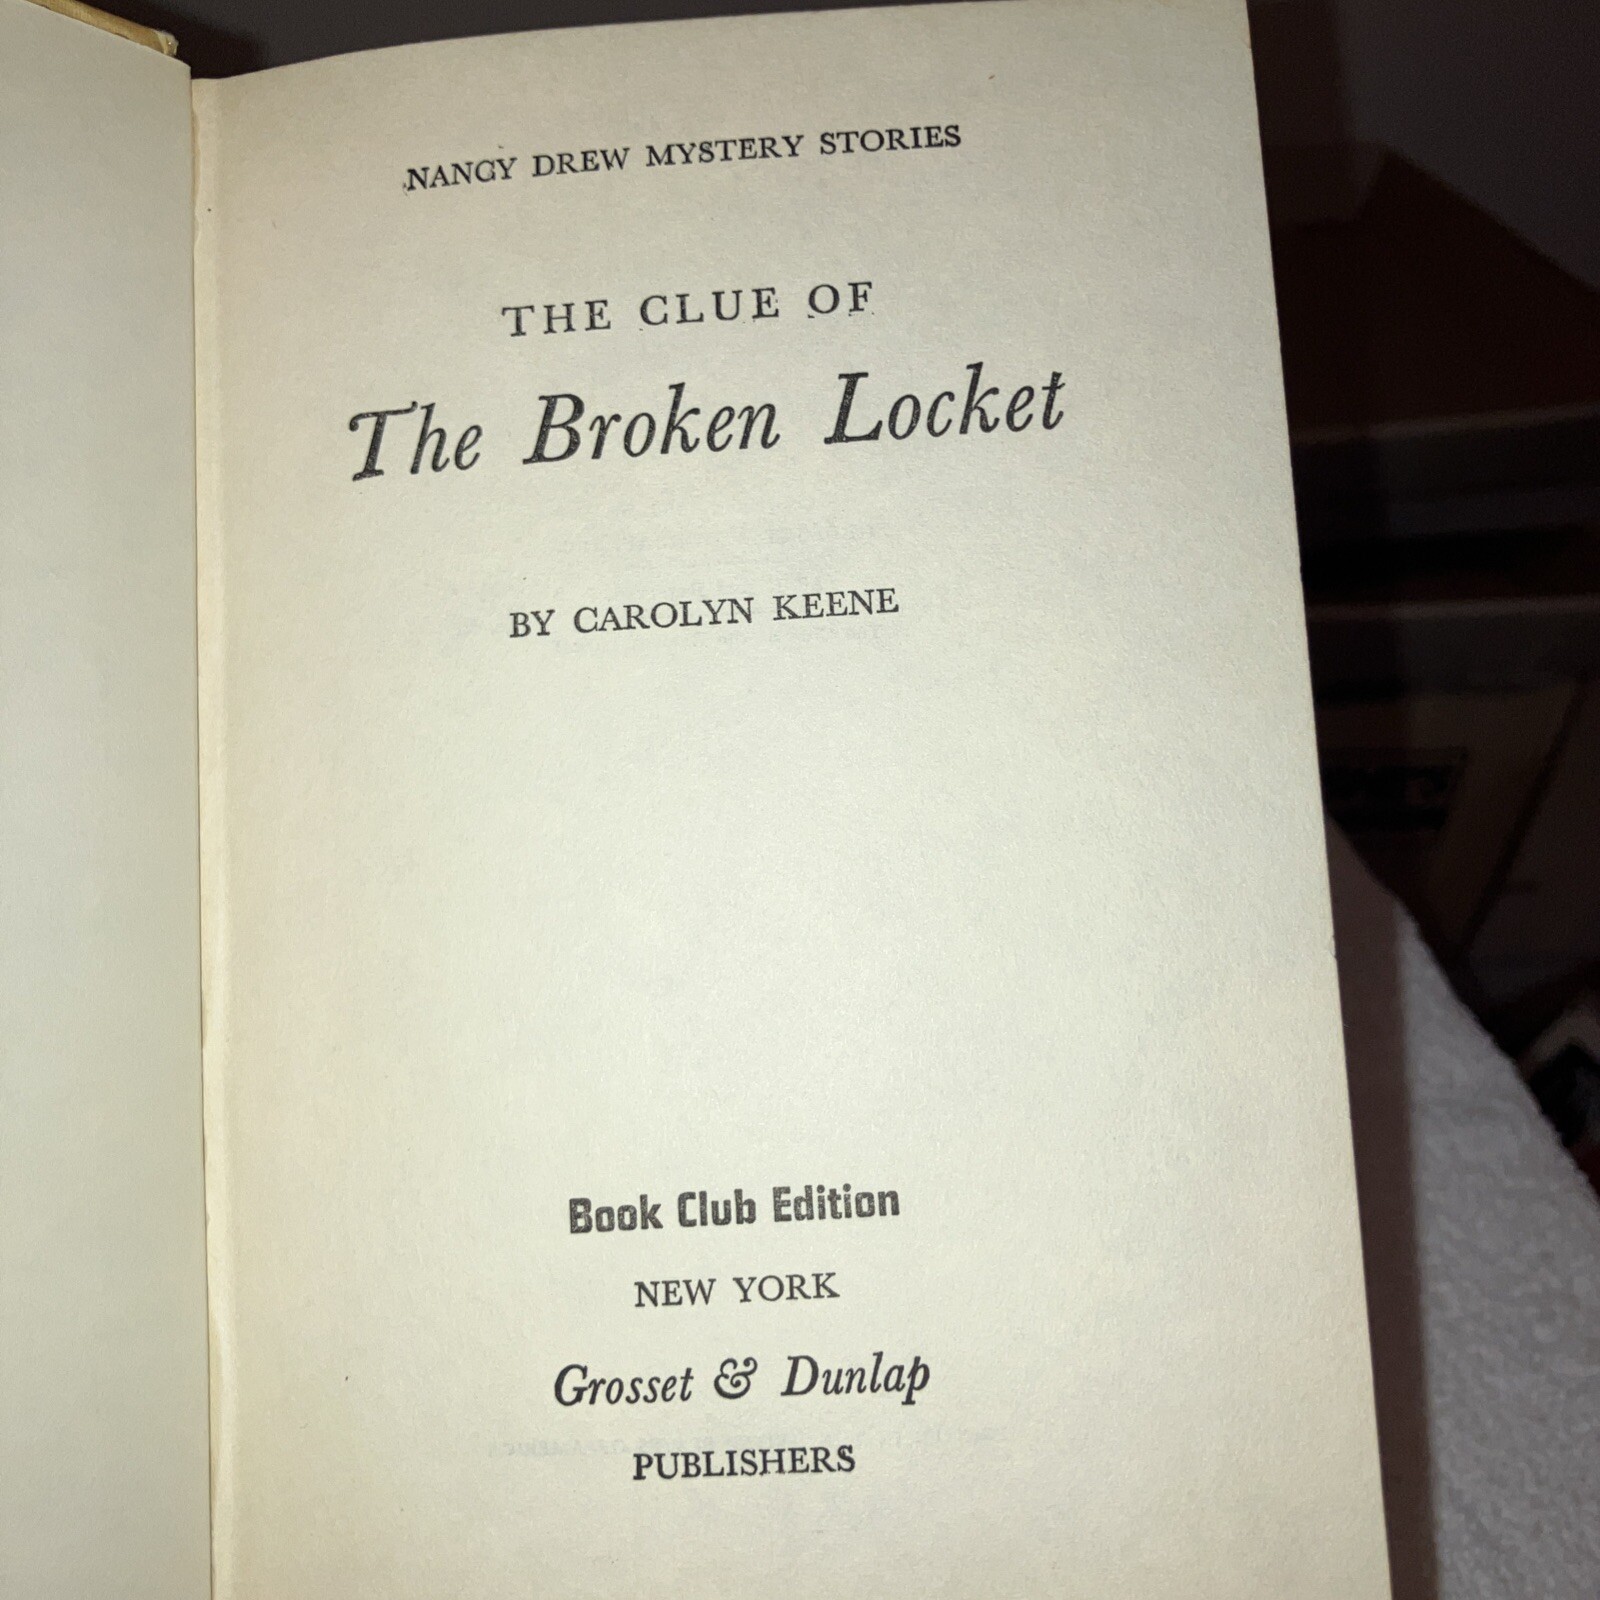 NANCY DREW MYSTERY STORIES
THE CLUE OF
The Broken Locket
BY CAROLYN KEENE
Book Club Edition
NEW YORK
Grosset & Dunlap
PUBLISHERS